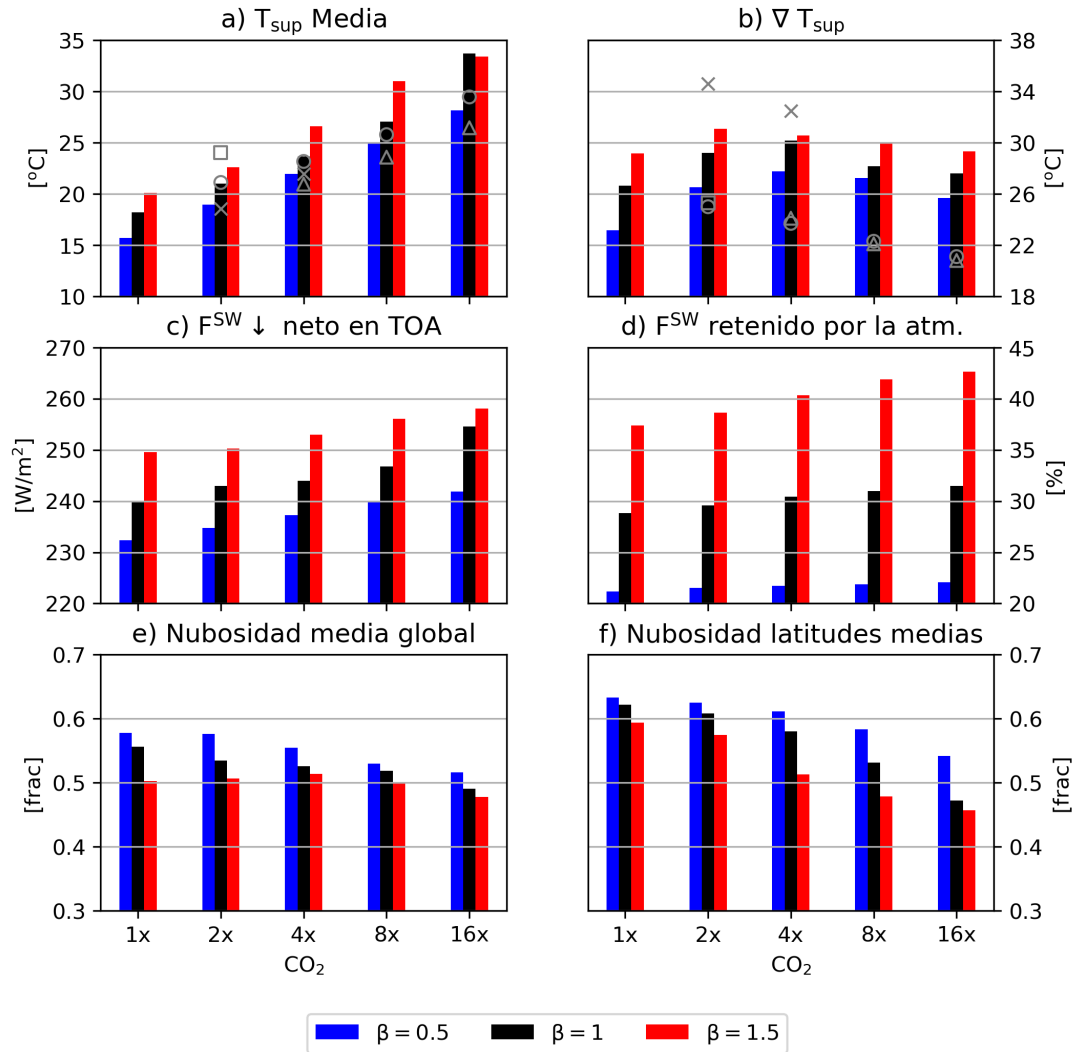 a) T_sup Media
b) ∇ T_sup
35
30
25
20
15
10
[°C]
38
34
30
26
22
18
[°C]
c) F^SW ↓ neto en TOA
d) F^SW retenido por la atm.
270
260
250
240
230
220
[W/m²]
45
40
35
30
25
20
[%]
e) Nubosidad media global
f) Nubosidad latitudes medias
0.7
0.6
0.5
0.4
0.3
[frac]
0.7
0.6
0.5
0.4
0.3
[frac]
1x 2x 4x 8x 16x
1x 2x 4x 8x 16x
CO₂
CO₂
β = 0.5 β = 1 β = 1.5